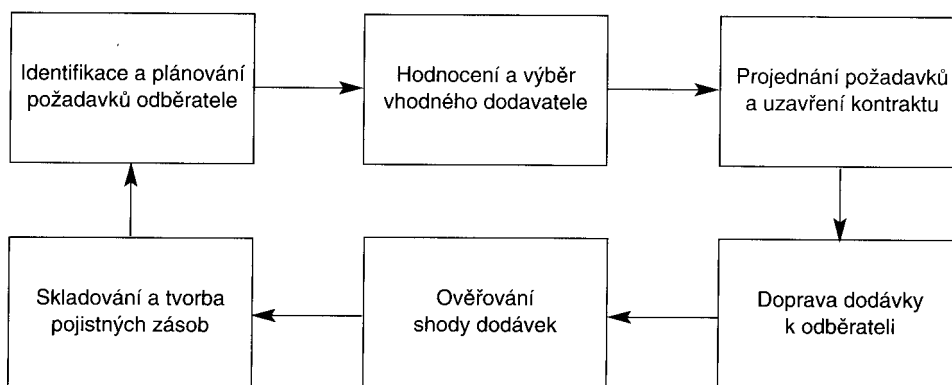 Identifikace a plánování
požadavků odběratele
Hodnocení a výběr
vhodného dodavatele
Projednání požadavků
a uzavření kontraktu
Skladování a tvorba
pojistných zásob
Ověřování
shody dodávek
Doprava dodávky
k odběrateli